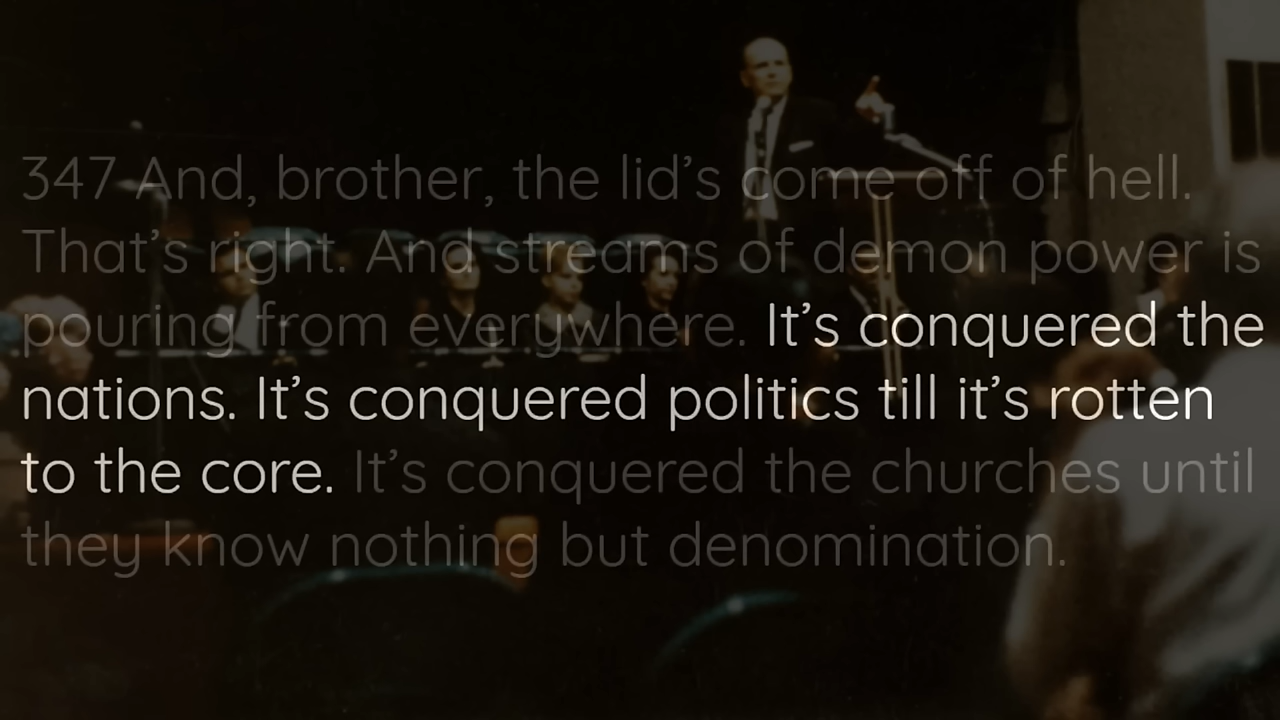 347 And, brother, the lid’s come off of hell.
That’s right. And streams of demon power is
pouring from everywhere. It’s conquered the
nations. It’s conquered politics till it’s rotten
to the core. It’s conquered the churches until
they know nothing but denomination.